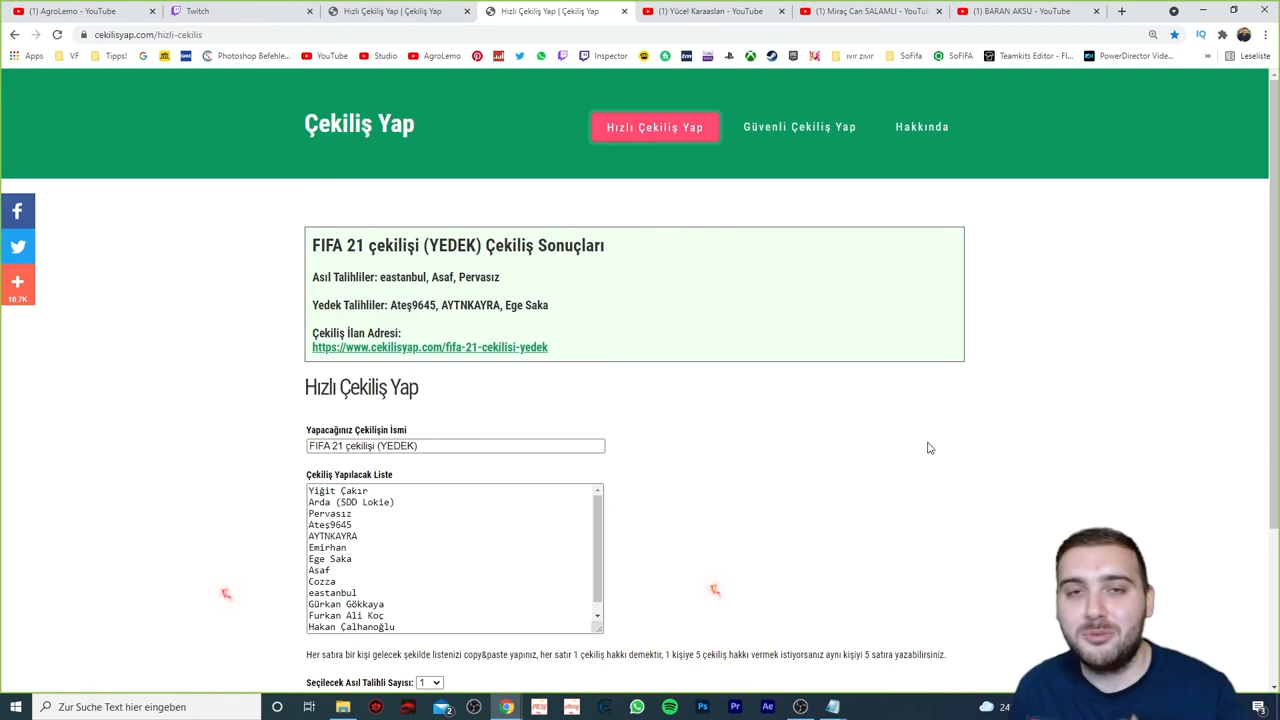 AgroLemo - YouTube
Twitch
Hızlı Çekiliş Yap | Çekiliş Yap
Hızlı Çekiliş Yap | Çekiliş Yap
(1) Yücel Karaaslan - YouTube
(1) Miraç Can SALAMLI - YouTu
(1) BARAN AKSU - YouTube
cekilisyap.com/hizli-cekilis
Apps
VF
Tipps!
Photoshop Befehle...
YouTube
Studio
AgroLemo
Inspector
ıvır zıvır
SoFifa
SoFIFA
Teamkits Editor - FI...
PowerDirector Vide...
Leseliste
Çekiliş Yap
Hızlı Çekiliş Yap
Güvenli Çekiliş Yap
Hakkında
10.7K
FIFA 21 çekilişi (YEDEK) Çekiliş Sonuçları
Asıl Talihliler: eastanbul, Asaf, Pervasız
Yedek Talihliler: Ateş9645, AYTNKAYRA, Ege Saka
Çekiliş İlan Adresi:
https://www.cekilisyap.com/fifa-21-cekilisi-yedek
Hızlı Çekiliş Yap
Yapacağınız Çekilişin İsmi
FIFA 21 çekilişi (YEDEK)
Çekiliş Yapılacak Liste
Yiğit Çakır
Arda (SDD Lokie)
Pervasız
Ateş9645
AYTNKAYRA
Emirhan
Ege Saka
Asaf
Cozza
eastanbul
Gürkan Gökkaya
Furkan Ali Koç
Hakan Çalhanoğlu
Her satıra bir kişi gelecek şekilde listenizi copy&paste yapınız, her satır 1 çekiliş hakkı demektir, 1 kişiye 5 çekiliş hakkı vermek istiyorsanız aynı kişiyi 5 satıra yazabilirsiniz.
Seçilecek Asıl Talihli Sayısı: 1
Zur Suche Text hier eingeben
2
24
3